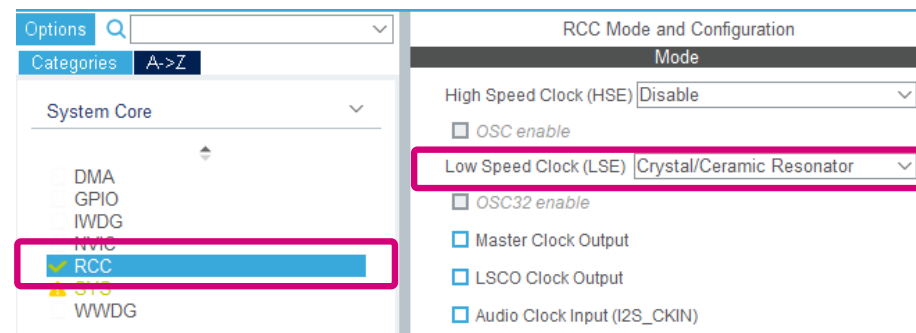 Options
Categories A->Z
System Core
DMA
GPIO
IWDG
NVIC
RCC
SYS
WWDG
RCC Mode and Configuration
Mode
High Speed Clock (HSE) Disable
OSC enable
Low Speed Clock (LSE) Crystal/Ceramic Resonator
OSC32 enable
Master Clock Output
LSCO Clock Output
Audio Clock Input (I2S_CKIN)